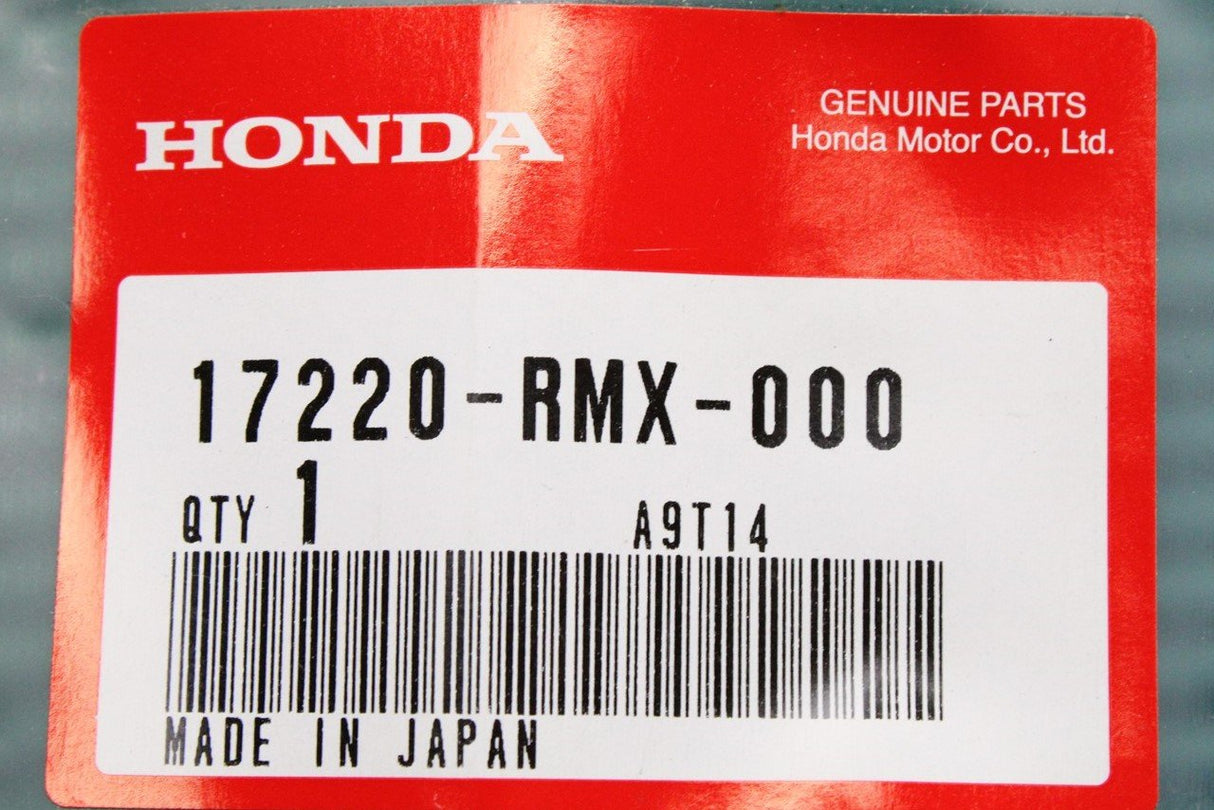 HONDA
GENUINE PARTS
Honda Motor Co., Ltd.
17220-RMX-000
QTY 1 A9T14
MADE IN JAPAN